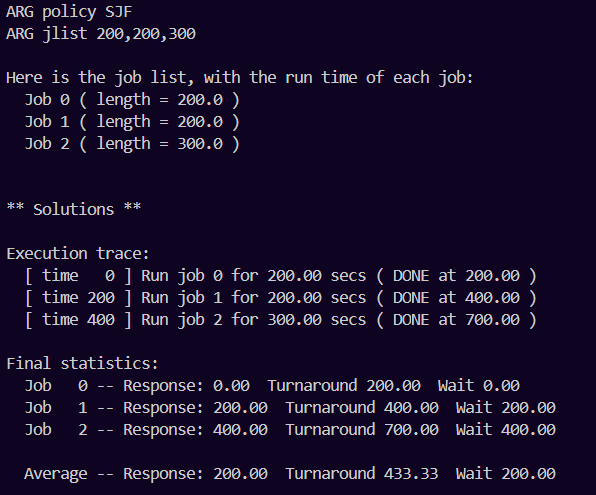 ARG policy SJF
ARG jlist 200,200,300

Here is the job list, with the run time of each job:
  Job 0 ( length = 200.0 )
  Job 1 ( length = 200.0 )
  Job 2 ( length = 300.0 )


** Solutions **

Execution trace:
  [ time   0 ] Run job 0 for 200.00 secs ( DONE at 200.00 )
  [ time 200 ] Run job 1 for 200.00 secs ( DONE at 400.00 )
  [ time 400 ] Run job 2 for 300.00 secs ( DONE at 700.00 )

Final statistics:
  Job   0 -- Response: 0.00  Turnaround 200.00  Wait 0.00
  Job   1 -- Response: 200.00  Turnaround 400.00  Wait 200.00
  Job   2 -- Response: 400.00  Turnaround 700.00  Wait 400.00

  Average -- Response: 200.00  Turnaround 433.33  Wait 200.00